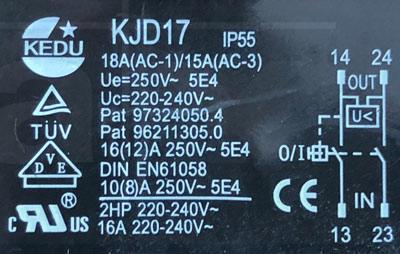 KEDU
KJD17 IP55
18A(AC-1)/15A(AC-3)
Ue=250V~ 5E4
Uc=220-240V~
Pat 97324050.4
Pat 96211305.0
16(12)A 250V~ 5E4
DIN EN61058
10(8)A 250V~ 5E4
2HP 220-240V~
16A 220-240V~
TÜV
DVE
C RU ® US
CE
14 24
OUT
U<
O/I
IN
13 23